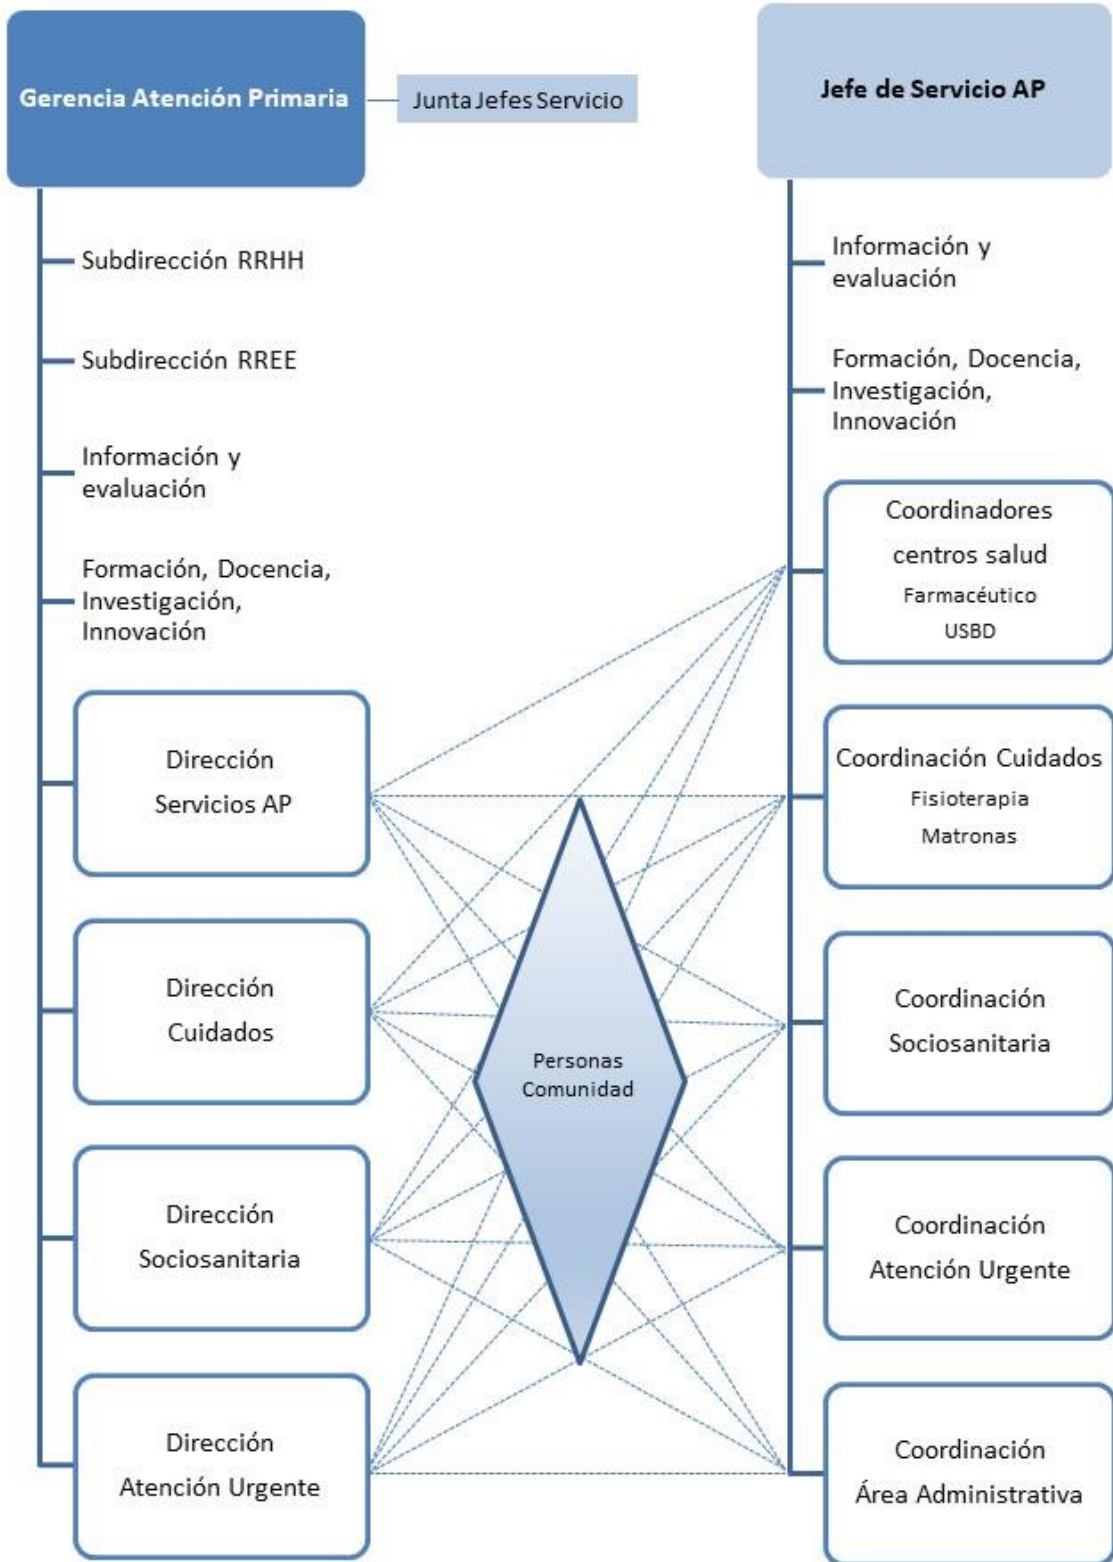 Gerencia Atención Primaria
Junta Jefes Servicio
Subdirección RRHH
Subdirección RREE
Información y
evaluación
Formación, Docencia,
Investigación,
Innovación
Dirección
Servicios AP
Dirección
Cuidados
Dirección
Sociosanitaria
Dirección
Atención Urgente
Personas
Comunidad
Jefe de Servicio AP
Información y
evaluación
Formación, Docencia,
Investigación,
Innovación
Coordinadores
centros salud
Farmacéutico
USBD
Coordinación Cuidados
Fisioterapia
Matronas
Coordinación
Sociosanitaria
Coordinación
Atención Urgente
Coordinación
Área Administrativa